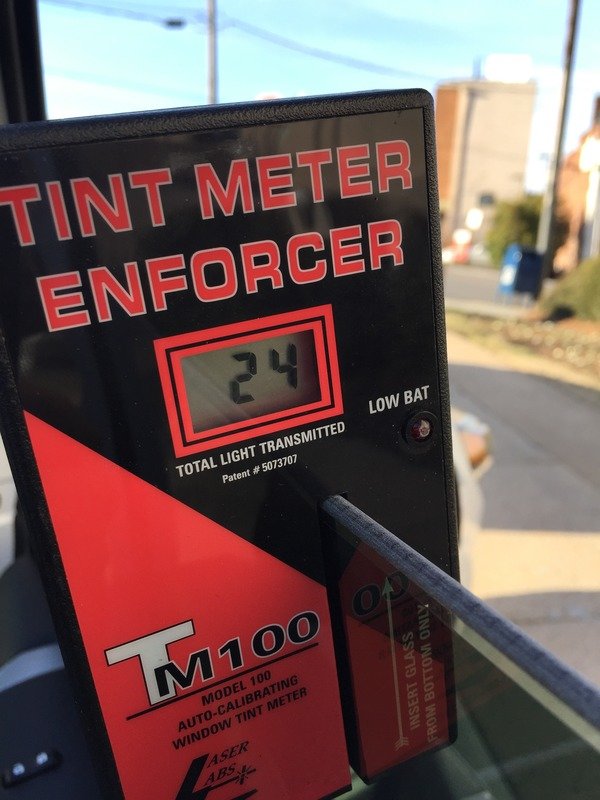 TINT METER
ENFORCER
24
LOW BAT
TOTAL LIGHT TRANSMITTED
Patent # 5073707
TM100
MODEL 100
AUTO-CALIBRATING
WINDOW TINT METER
LASER
LABS
00
INSERT GLASS
FROM BOTTOM ONLY